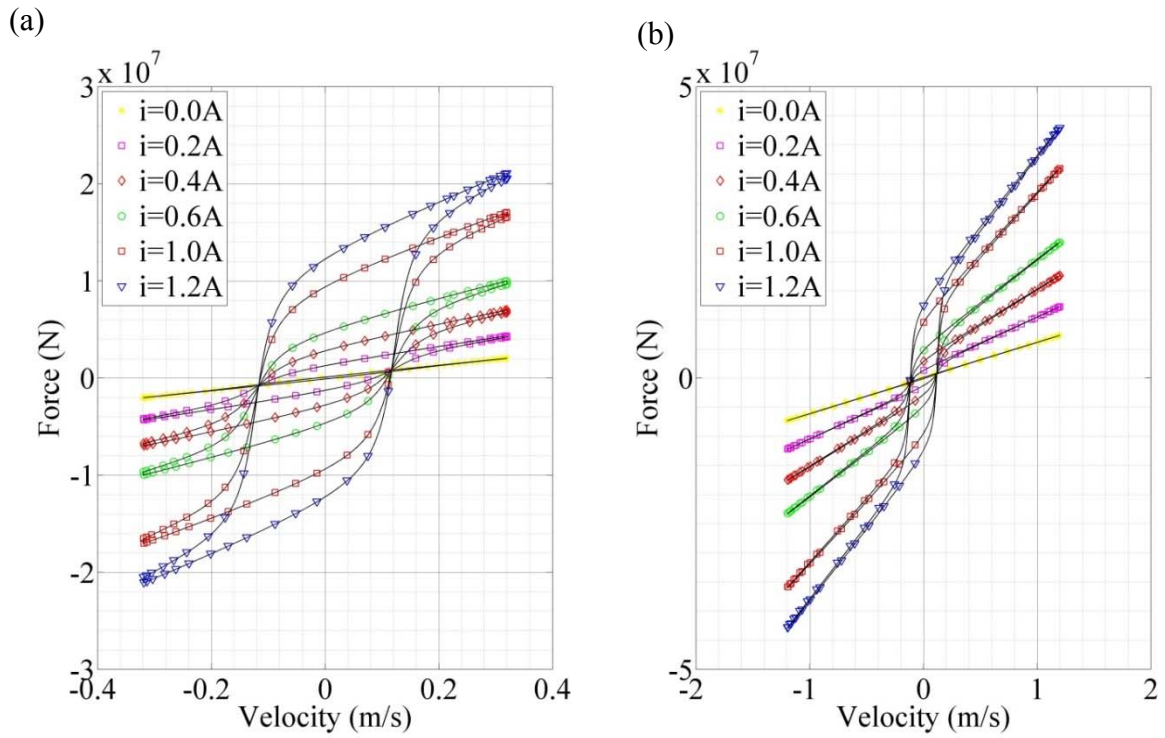 (a)
x 10^7
3
2
1
0
-1
-2
-3
-0.4 -0.2 0 0.2 0.4
Force (N)
Velocity (m/s)
i=0.0A
i=0.2A
i=0.4A
i=0.6A
i=1.0A
i=1.2A
(b)
x 10^7
5
0
-5
-2 -1 0 1 2
Force (N)
Velocity (m/s)
i=0.0A
i=0.2A
i=0.4A
i=0.6A
i=1.0A
i=1.2A